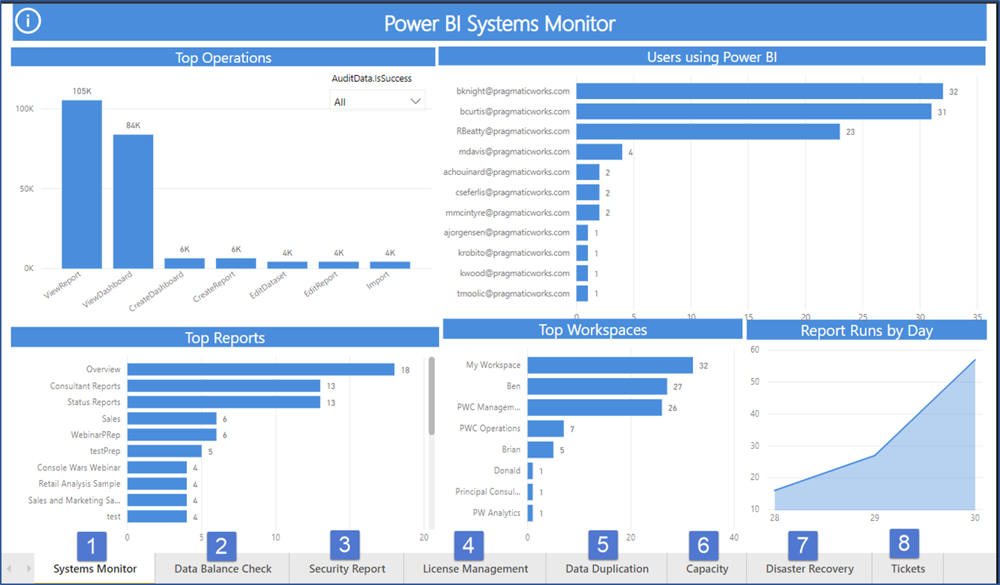 i
Power BI Systems Monitor
Top Operations
AuditData.IsSuccess
All
105K
84K
6K
6K
4K
4K
4K
100K
50K
0K
ViewReport
ViewDashboard
CreateDashboard
CreateReport
EditDataset
EditReport
Import
Users using Power BI
bknight@pragmaticworks.com 32
bcurtis@pragmaticworks.com 31
RBeatty@pragmaticworks.com 23
mdavis@pragmaticworks.com 4
achouinard@pragmaticworks.com 2
cseferlis@pragmaticworks.com 2
mmcintyre@pragmaticworks.com 2
ajorgensen@pragmaticworks.com 1
krobito@pragmaticworks.com 1
kwood@pragmaticworks.com 1
tmoolic@pragmaticworks.com 1
0 5 10 15 20 25 30 35
Top Reports
Overview 18
Consultant Reports 13
Status Reports 13
Sales 6
WebinarPRep 6
testPrep 5
Console Wars Webinar 4
Retail Analysis Sample 4
Sales and Marketing Sa... 4
test 4
0 5 10 20
Top Workspaces
My Workspace 32
Ben 27
PWC Managem... 26
PWC Operations 7
Brian 5
Donald 1
Principal Consul... 1
PW Analytics 1
0 20 40
Report Runs by Day
60
50
40
30
20
10
28 29 30
1 2 3 4 5 6 7 8
Systems Monitor Data Balance Check Security Report License Management Data Duplication Capacity Disaster Recovery Tickets